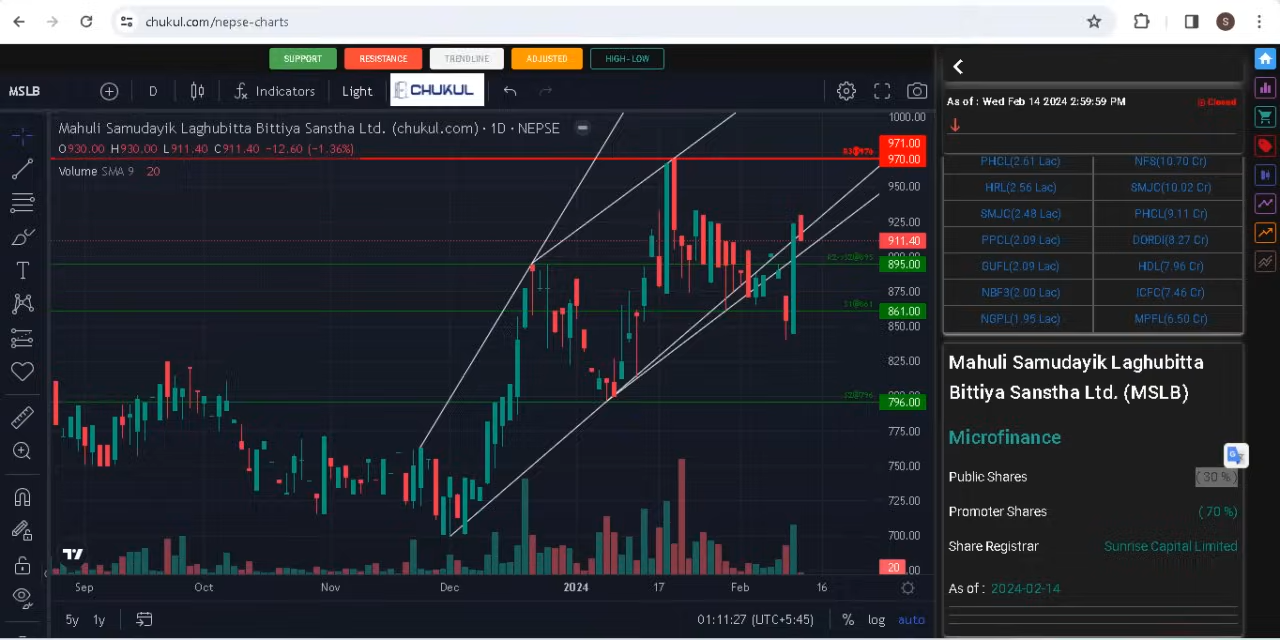 chukul.com/nepse-charts
S
SUPPORT RESISTANCE TRENDLINE ADJUSTED HIGH-LOW
MSLB D Indicators Light CHUKUL
Mahuli Samudayik Laghubitta Bittiya Sanstha Ltd. (chukul.com) · 1D · NEPSE
O930.00 H930.00 L911.40 C911.40 -12.60 (-1.36%)
Volume SMA 9 20
1000.00
971.00
970.00
950.00
925.00
911.40
895.00
875.00
861.00
850.00
825.00
796.00
775.00
750.00
725.00
700.00
20
Sep Oct Nov Dec 2024 17 Feb 16
5y 1y 01:11:27 (UTC+5:45) % log auto
As of : Wed Feb 14 2024 2:59:59 PM Closed
PHCL(2.61 Lac) NFS(10.70 Cr)
HRL(2.56 Lac) SMJC(10.02 Cr)
SMJC(2.48 Lac) PHCL(9.11 Cr)
PPCL(2.09 Lac) DORDI(8.27 Cr)
GUFL(2.09 Lac) HDL(7.96 Cr)
NBF3(2.00 Lac) ICFC(7.46 Cr)
NGPL(1.95 Lac) MPFL(6.50 Cr)
Mahuli Samudayik Laghubitta
Bittiya Sanstha Ltd. (MSLB)
Microfinance
Public Shares (30 %)
Promoter Shares (70 %)
Share Registrar Sunrise Capital Limited
As of : 2024-02-14